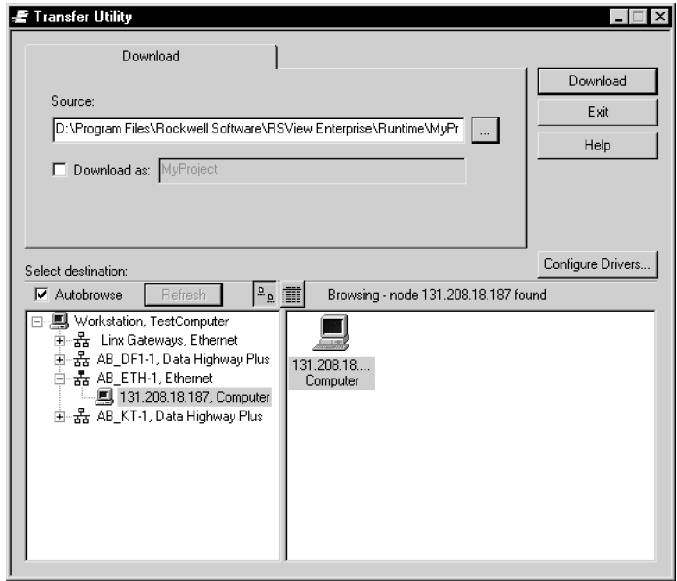 Transfer Utility
Download
Source:
D:\Program Files\Rockwell Software\RSView Enterprise\Runtime\MyPr
...
Download as:
MyProject
Download
Exit
Help
Configure Drivers...
Select destination:
Autobrowse
Refresh
Browsing - node 131.208.18.187 found
Workstation, TestComputer
Linx Gateways, Ethernet
AB_DF1-1, Data Highway Plus
AB_ETH-1, Ethernet
131.208.18.187, Computer
AB_KT-1, Data Highway Plus
131.208.18....
Computer